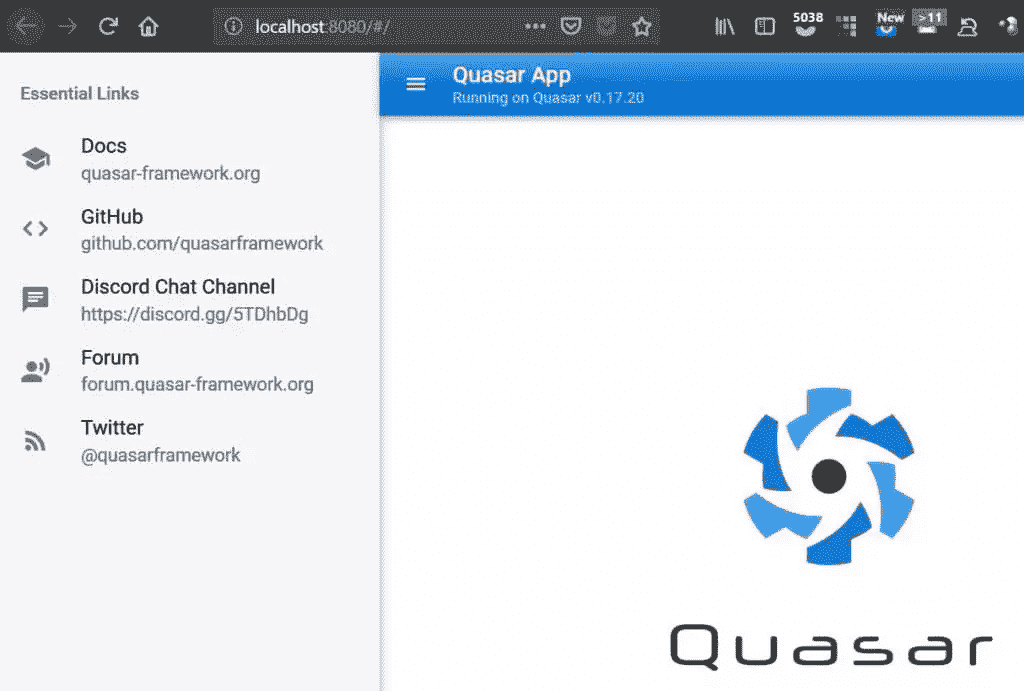 localhost:8080/#/
5038
New
>11
Essential Links
Quasar App
Running on Quasar v0.17.20
Docs
quasar-framework.org
GitHub
github.com/quasarframework
Discord Chat Channel
https://discord.gg/5TDhbDg
Forum
forum.quasar-framework.org
Twitter
@quasarframework
Quasar